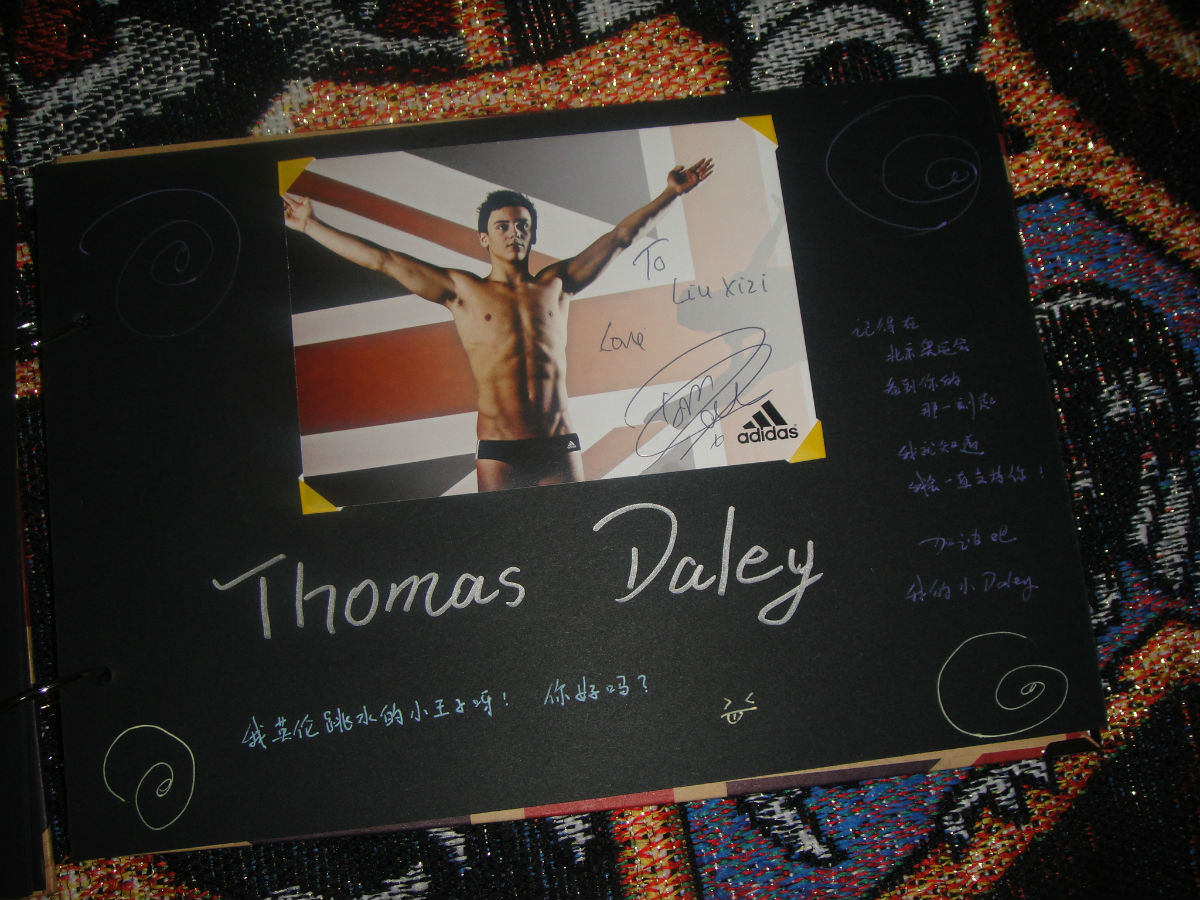 To
Liu Xizi
Love
Tom
adidas
Thomas Daley
记得在
北京奥运会
看到你的
那一刻起
我就知道
我会一直支持你！
加油吧
我的小Daley
我英伦跳水的小王子呀！ 你好吗？